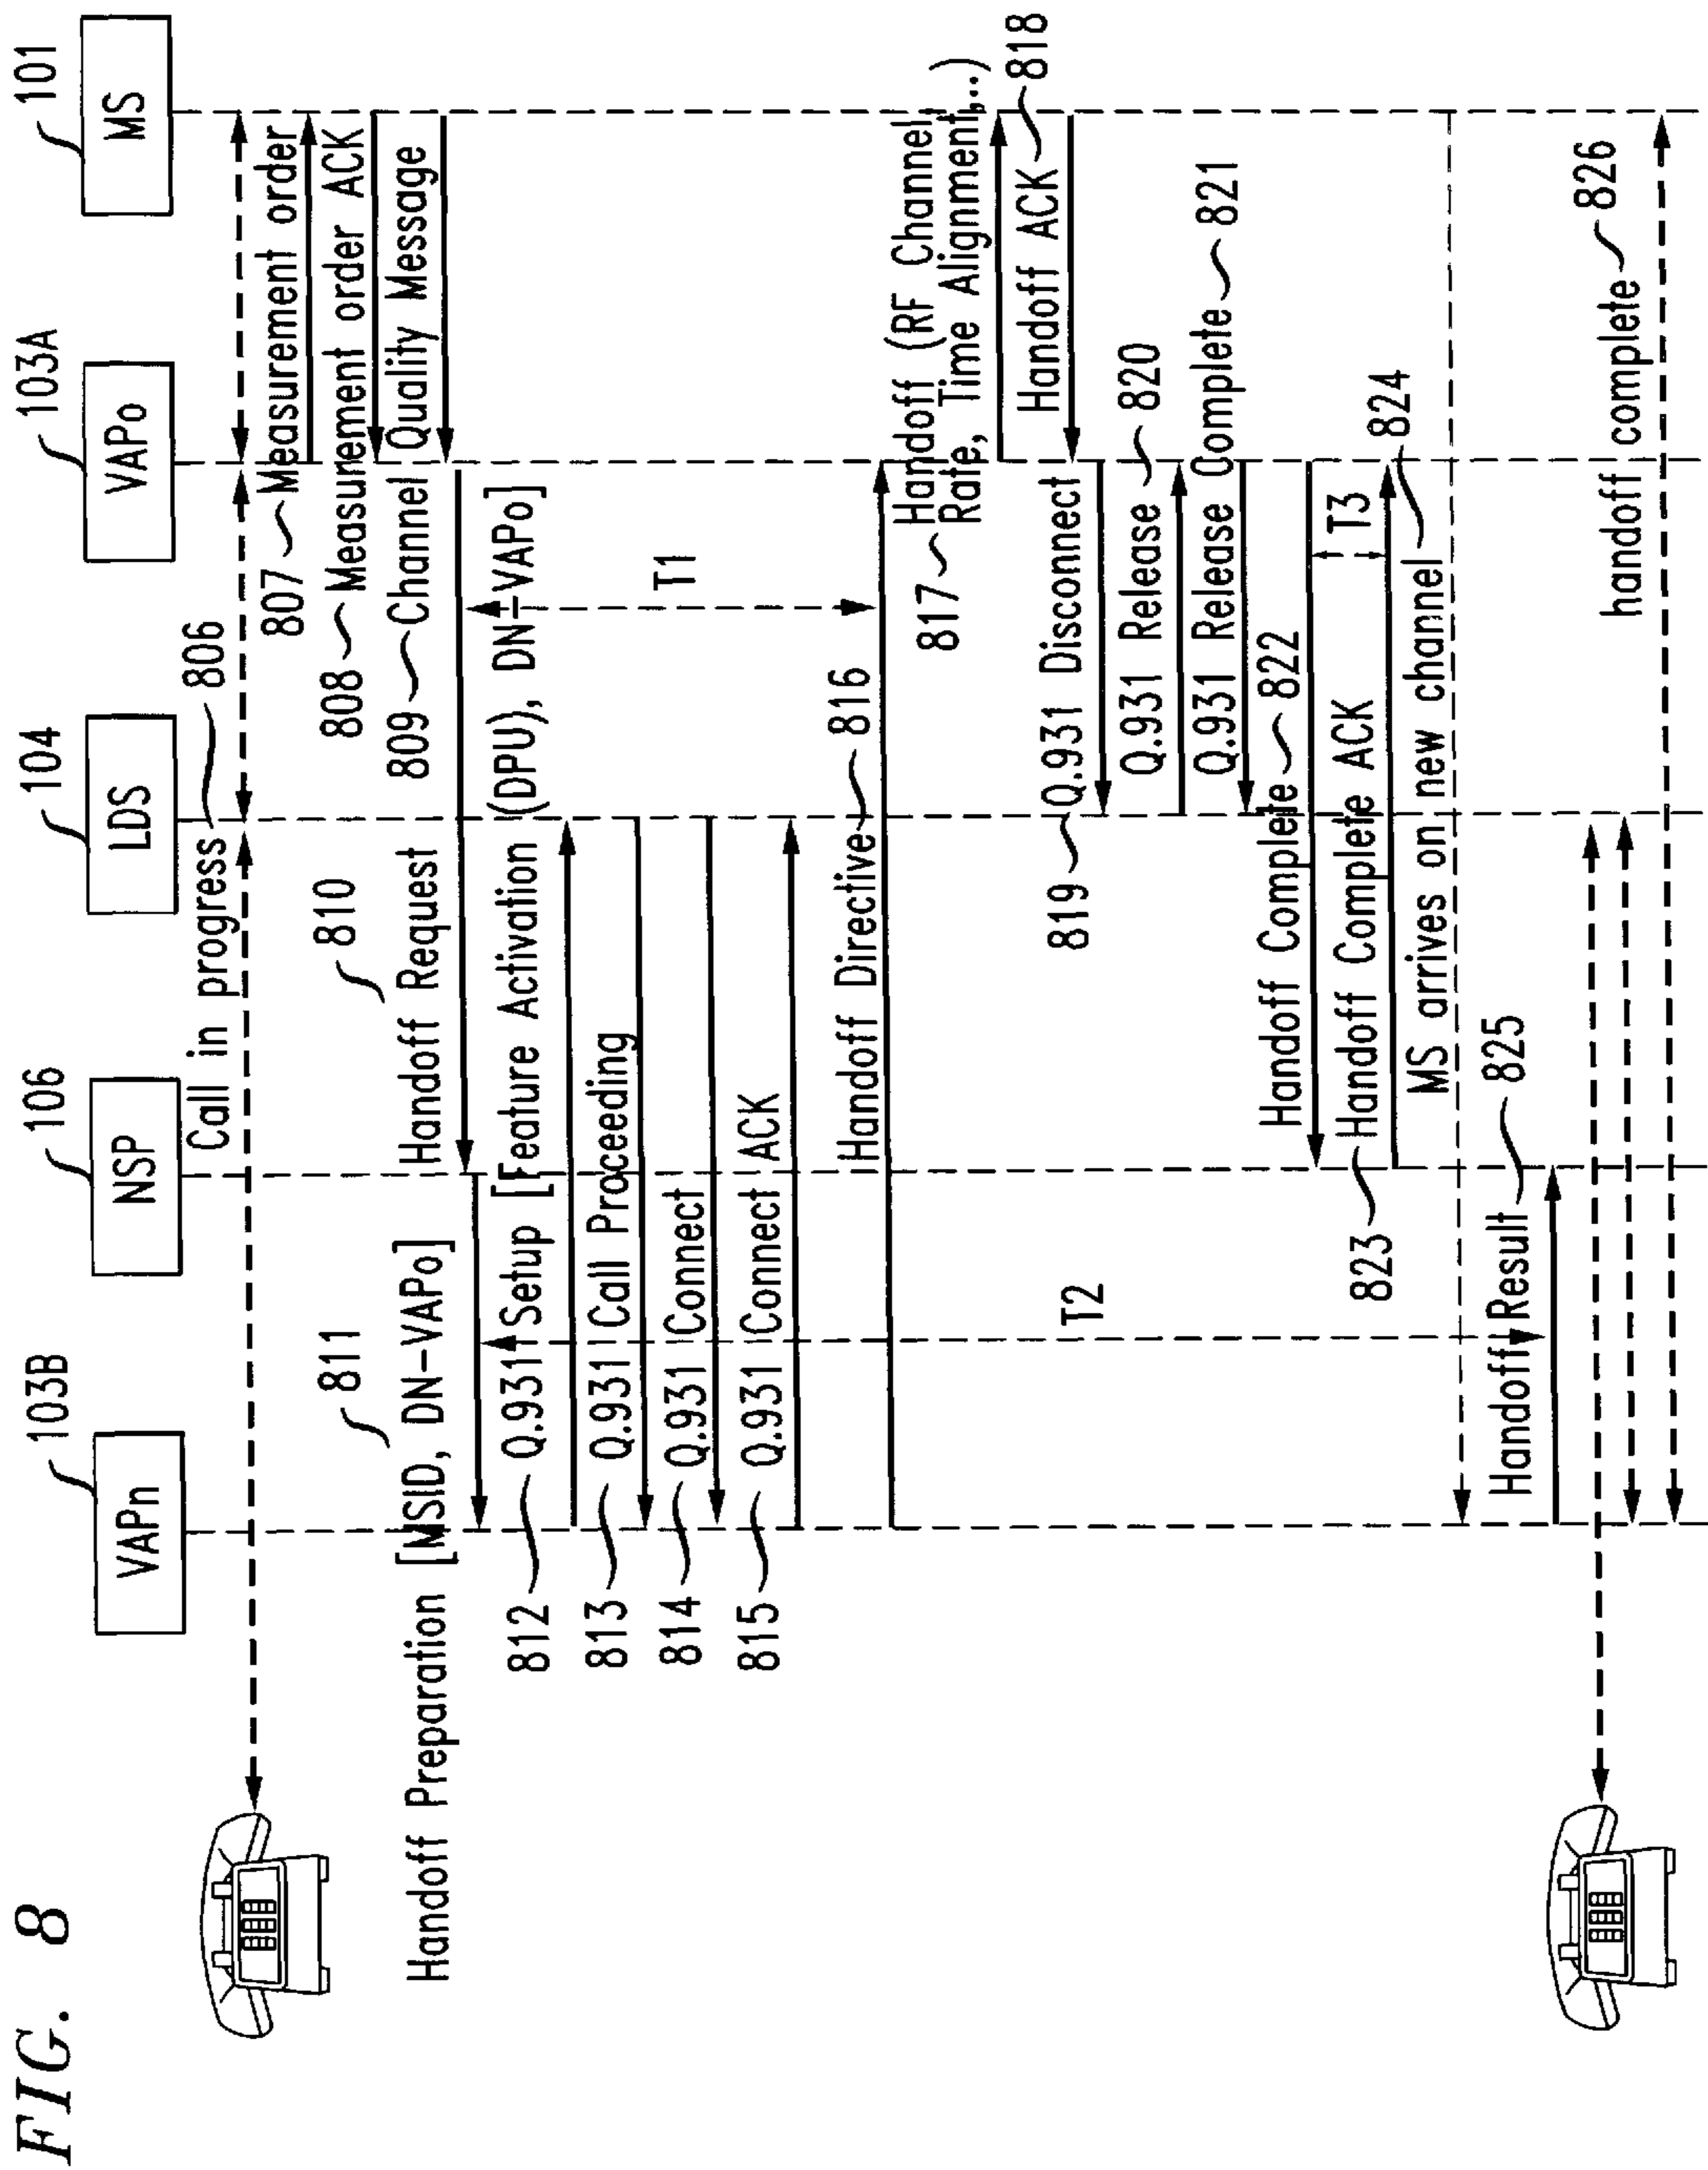 FIG. 8
103B
106
104
103A
101
VAPn
NSP
LDS
VAPo
MS
Call in progress
806
807 Measurement order
808 Measurement order ACK
809 Channel Quality Message
810
Handoff Request
811
Handoff Preparation [MSID, DN-VAPo]
812 Q.931 Setup [Feature Activation (DPU), DN-VAPo]
813 Q.931 Call Proceeding
814 Q.931 Connect
815 Q.931 Connect ACK
T1
Handoff Directive 816
817 Handoff (RF Channel,
Rate, Time Alignment,..)
Handoff ACK 818
819 Q.931 Disconnect
Q.931 Release 820
Q.931 Release Complete 821
Handoff Complete 822
823 Handoff Complete ACK
T3
T2
MS arrives on new channel 824
Handoff Result 825
handoff complete 826